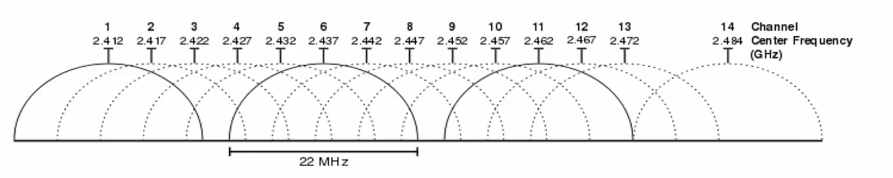 1 2 3 4 5 6 7 8 9 10 11 12 13 14 Channel
2.412 2.417 2.422 2.427 2.432 2.437 2.442 2.447 2.452 2.457 2.462 2.467 2.472 2.484 Center Frequency
(GHz)
22 MHz